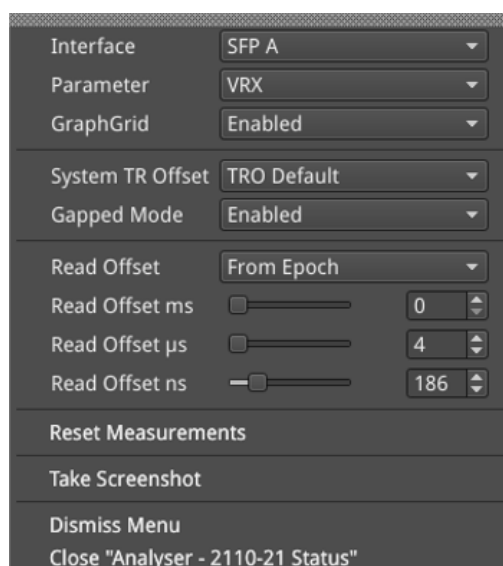 Interface SFP A
Parameter VRX
GraphGrid Enabled
System TR Offset TRO Default
Gapped Mode Enabled
Read Offset From Epoch
Read Offset ms 0
Read Offset µs 4
Read Offset ns 186
Reset Measurements
Take Screenshot
Dismiss Menu
Close "Analyser - 2110-21 Status"